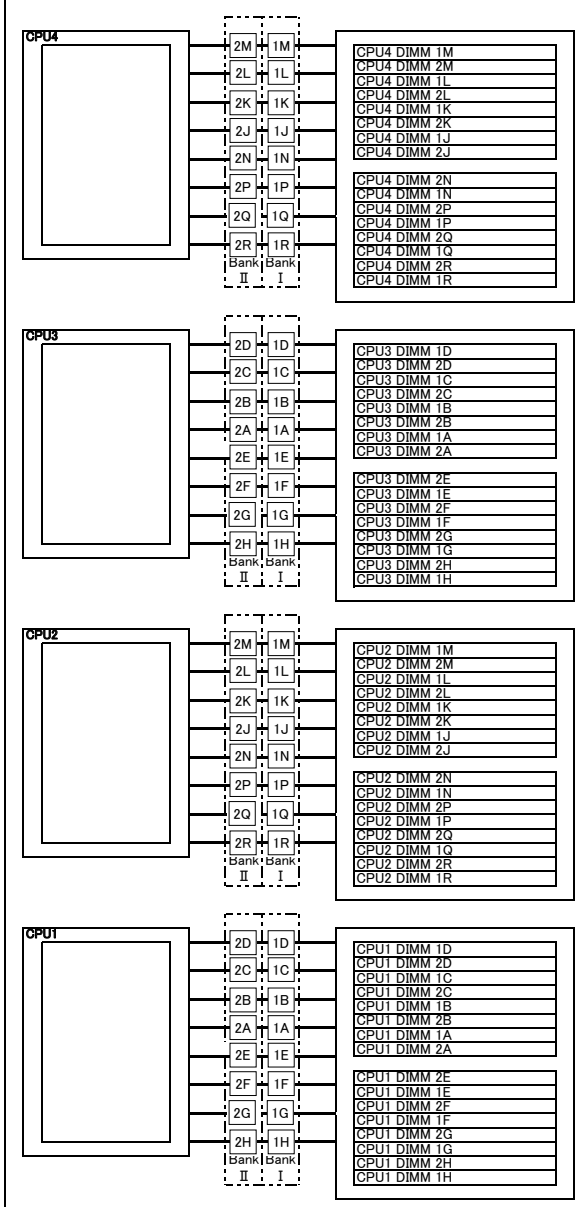 CPU4
2M 1M
2L 1L
2K 1K
2J 1J
2N 1N
2P 1P
2Q 1Q
2R 1R
Bank Bank
II I
CPU4 DIMM 1M
CPU4 DIMM 2M
CPU4 DIMM 1L
CPU4 DIMM 2L
CPU4 DIMM 1K
CPU4 DIMM 2K
CPU4 DIMM 1J
CPU4 DIMM 2J
CPU4 DIMM 2N
CPU4 DIMM 1N
CPU4 DIMM 2P
CPU4 DIMM 1P
CPU4 DIMM 2Q
CPU4 DIMM 1Q
CPU4 DIMM 2R
CPU4 DIMM 1R
CPU3
2D 1D
2C 1C
2B 1B
2A 1A
2E 1E
2F 1F
2G 1G
2H 1H
Bank Bank
II I
CPU3 DIMM 1D
CPU3 DIMM 2D
CPU3 DIMM 1C
CPU3 DIMM 2C
CPU3 DIMM 1B
CPU3 DIMM 2B
CPU3 DIMM 1A
CPU3 DIMM 2A
CPU3 DIMM 2E
CPU3 DIMM 1E
CPU3 DIMM 2F
CPU3 DIMM 1F
CPU3 DIMM 2G
CPU3 DIMM 1G
CPU3 DIMM 2H
CPU3 DIMM 1H
CPU2
2M 1M
2L 1L
2K 1K
2J 1J
2N 1N
2P 1P
2Q 1Q
2R 1R
Bank Bank
II I
CPU2 DIMM 1M
CPU2 DIMM 2M
CPU2 DIMM 1L
CPU2 DIMM 2L
CPU2 DIMM 1K
CPU2 DIMM 2K
CPU2 DIMM 1J
CPU2 DIMM 2J
CPU2 DIMM 2N
CPU2 DIMM 1N
CPU2 DIMM 2P
CPU2 DIMM 1P
CPU2 DIMM 2Q
CPU2 DIMM 1Q
CPU2 DIMM 2R
CPU2 DIMM 1R
CPU1
2D 1D
2C 1C
2B 1B
2A 1A
2E 1E
2F 1F
2G 1G
2H 1H
Bank Bank
II I
CPU1 DIMM 1D
CPU1 DIMM 2D
CPU1 DIMM 1C
CPU1 DIMM 2C
CPU1 DIMM 1B
CPU1 DIMM 2B
CPU1 DIMM 1A
CPU1 DIMM 2A
CPU1 DIMM 2E
CPU1 DIMM 1E
CPU1 DIMM 2F
CPU1 DIMM 1F
CPU1 DIMM 2G
CPU1 DIMM 1G
CPU1 DIMM 2H
CPU1 DIMM 1H